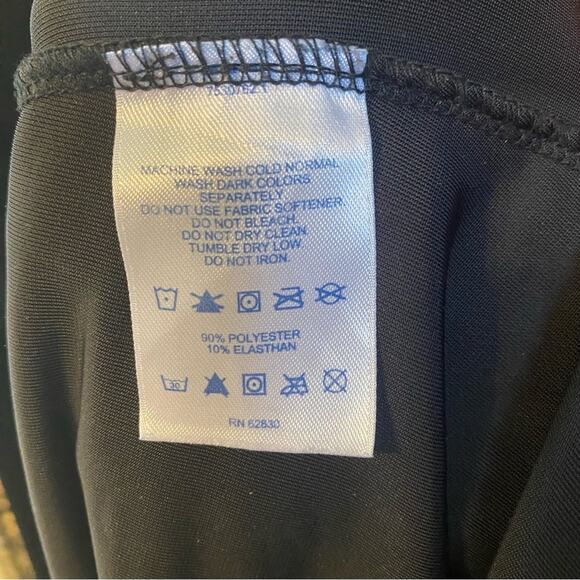 MACHINE WASH COLD NORMAL
WASH DARK COLORS
SEPARATELY
DO NOT USE FABRIC SOFTENER.
DO NOT BLEACH.
DO NOT DRY CLEAN.
TUMBLE DRY LOW
DO NOT IRON.
90% POLYESTER
10% ELASTHAN
30
RN 62830